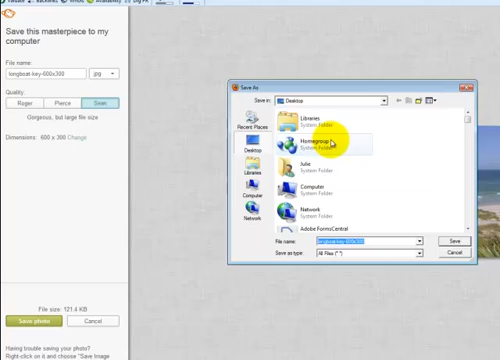 Save this masterpiece to my
computer
File name:
longboat-key-600x300
jpg
Quality:
Roger
Pierce
Sean
Gorgeous, but large file size
Dimensions: 600 x 300 Change
File size: 121.4 KB
Save photo
Cancel
Having trouble saving your photo?
Right-click on it and choose "Save Image
Save As
Save in:
Desktop
Recent Places
Desktop
Libraries
Computer
Network
Libraries
System Folder
Homegroup
System Folder
Julie
System Folder
Computer
System Folder
Network
System Folder
Adobe FormsCentral
File name:
longboat-key-600x300
Save
Save as type:
All Files (*.*)
Cancel